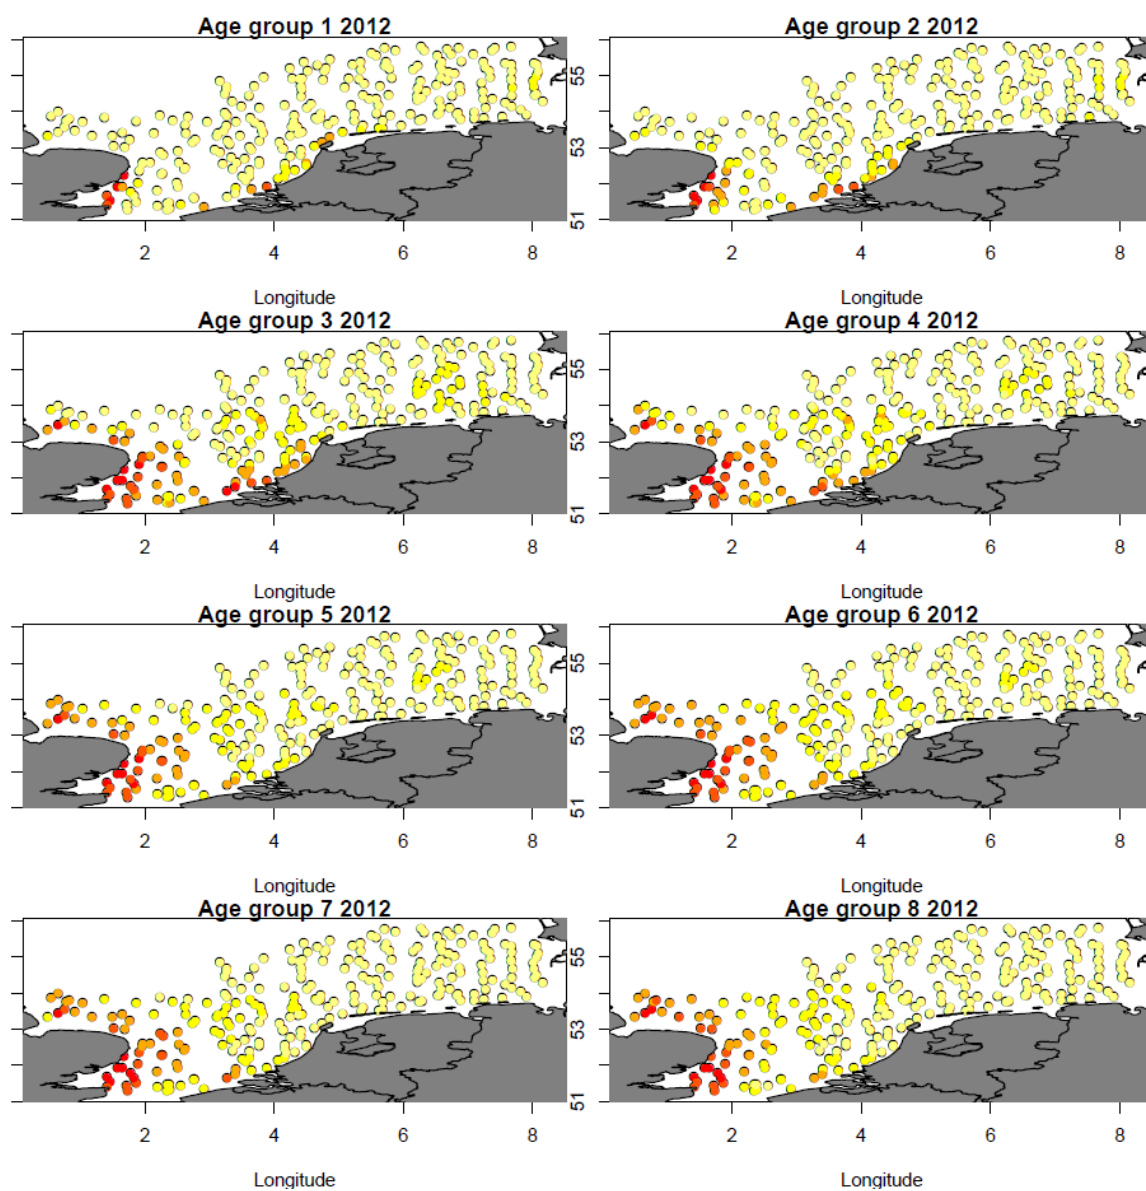 Age group 1 2012
Age group 2 2012
55
53
51
2 4 6 8
2 4 6 8
Longitude
Longitude
Age group 3 2012
Age group 4 2012
55
53
51
2 4 6 8
2 4 6 8
Longitude
Longitude
Age group 5 2012
Age group 6 2012
55
53
51
2 4 6 8
2 4 6 8
Longitude
Longitude
Age group 7 2012
Age group 8 2012
55
53
51
2 4 6 8
2 4 6 8
Longitude
Longitude